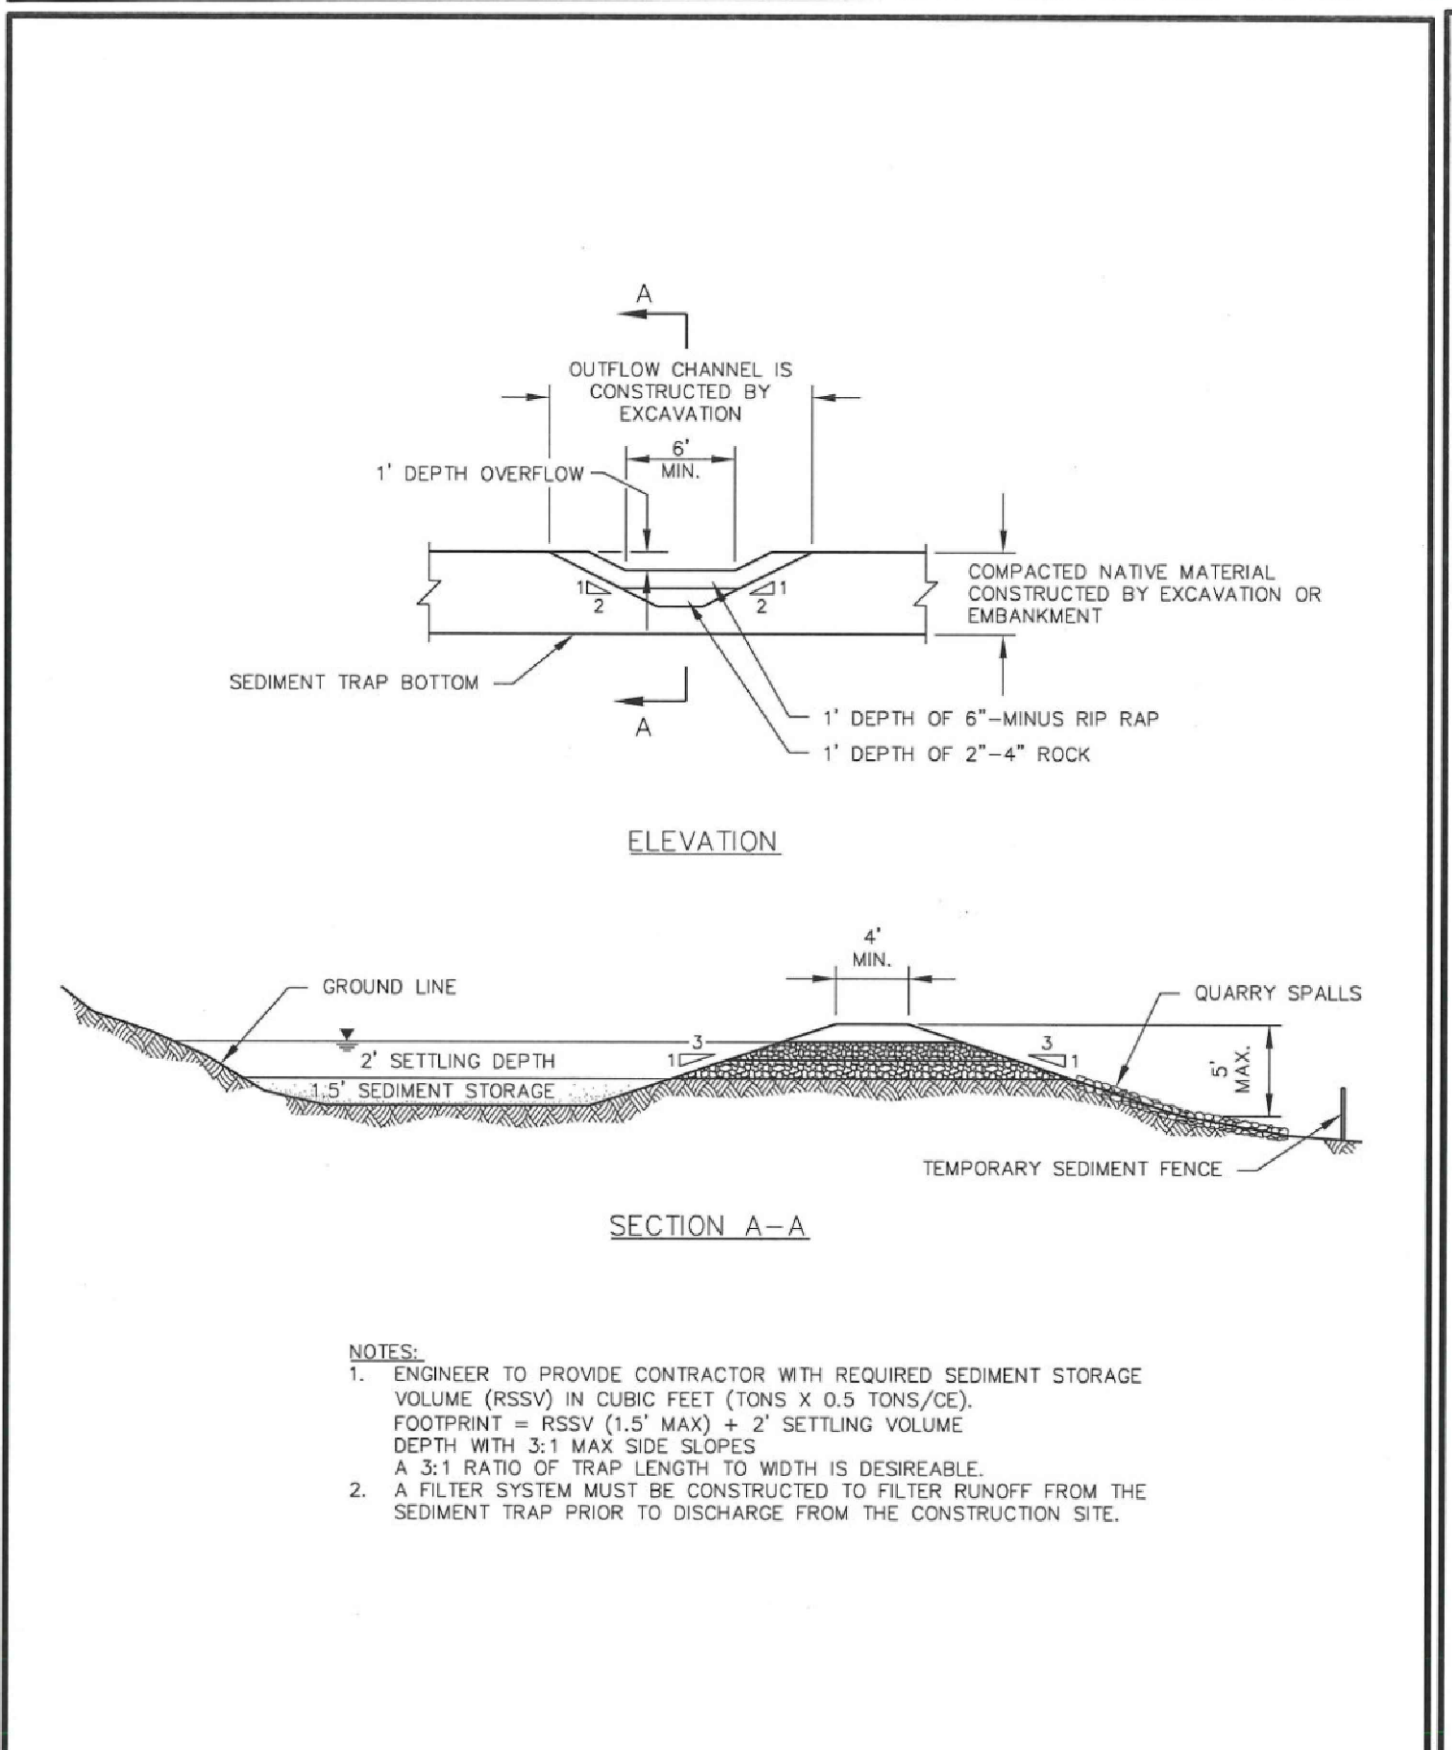 A
OUTFLOW CHANNEL IS
CONSTRUCTED BY
EXCAVATION
6'
MIN.
1' DEPTH OVERFLOW
1
2
1
2
COMPACTED NATIVE MATERIAL
CONSTRUCTED BY EXCAVATION OR
EMBANKMENT
SEDIMENT TRAP BOTTOM
A
1' DEPTH OF 6"-MINUS RIP RAP
1' DEPTH OF 2"-4" ROCK
ELEVATION
4'
MIN.
GROUND LINE
QUARRY SPALLS
2' SETTLING DEPTH
1
3
3
1
5'
MAX.
1.5' SEDIMENT STORAGE
TEMPORARY SEDIMENT FENCE
SECTION A-A
NOTES:
1. ENGINEER TO PROVIDE CONTRACTOR WITH REQUIRED SEDIMENT STORAGE
VOLUME (RSSV) IN CUBIC FEET (TONS X 0.5 TONS/CE).
FOOTPRINT = RSSV (1.5' MAX) + 2' SETTLING VOLUME
DEPTH WITH 3:1 MAX SIDE SLOPES
A 3:1 RATIO OF TRAP LENGTH TO WIDTH IS DESIREABLE.
2. A FILTER SYSTEM MUST BE CONSTRUCTED TO FILTER RUNOFF FROM THE
SEDIMENT TRAP PRIOR TO DISCHARGE FROM THE CONSTRUCTION SITE.